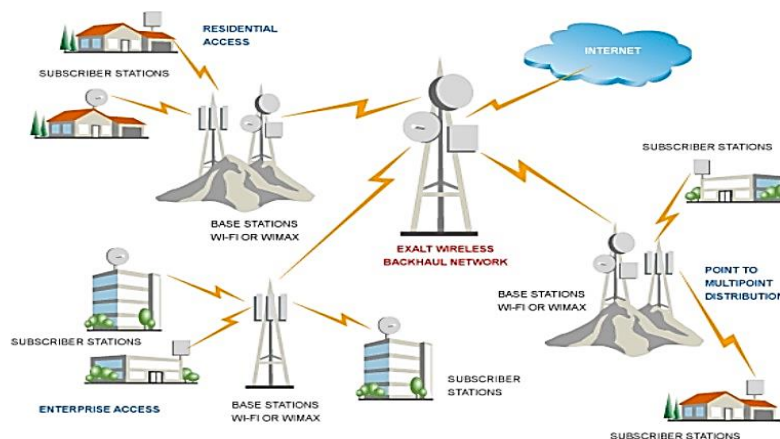 RESIDENTIAL
ACCESS
INTERNET
SUBSCRIBER STATIONS
SUBSCRIBER STATIONS
BASE STATIONS
WI-FI OR WIMAX
EXALT WIRELESS
BACKHAUL NETWORK
POINT TO
MULTIPOINT
DISTRIBUTION
BASE STATIONS
WI-FI OR WIMAX
SUBSCRIBER STATIONS
SUBSCRIBER
STATIONS
ENTERPRISE ACCESS
BASE STATIONS
WI-FI OR WIMAX
SUBSCRIBER STATIONS